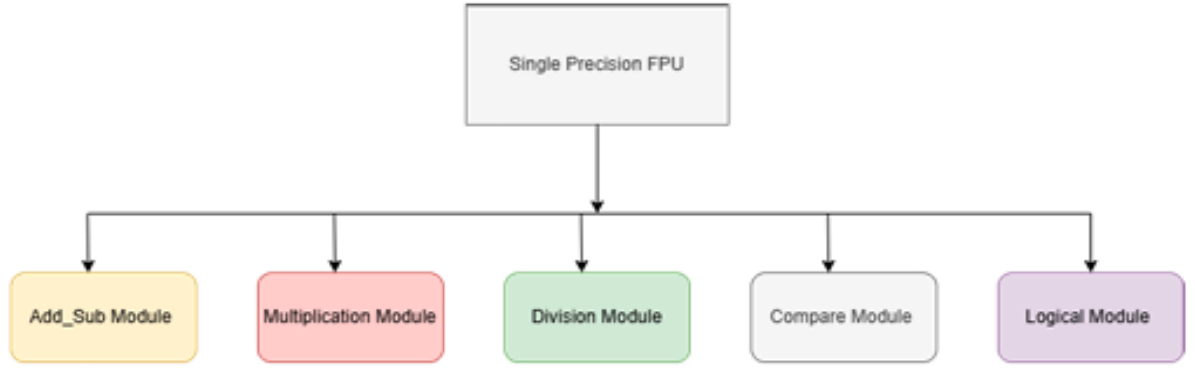 Single Precision FPU
Add_Sub Module
Multiplication Module
Division Module
Compare Module
Logical Module